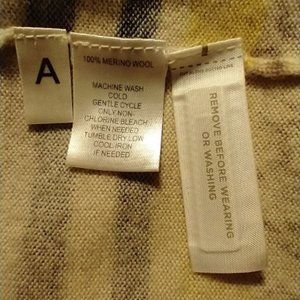 A
100% MERINO WOOL
MACHINE WASH
COLD
GENTLE CYCLE
ONLY NON-
CHLORINE BLEACH
WHEN NEEDED
TUMBLE DRY LOW
COOL IRON
IF NEEDED
REMOVE BEFORE WEARING
OR WASHING